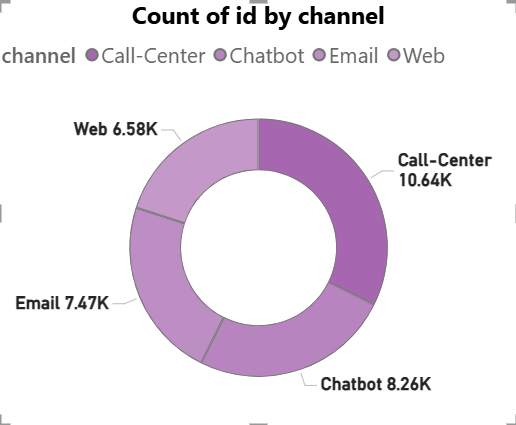 Count of id by channel
channel Call-Center Chatbot Email Web
Web 6.58K
Call-Center
10.64K
Email 7.47K
Chatbot 8.26K